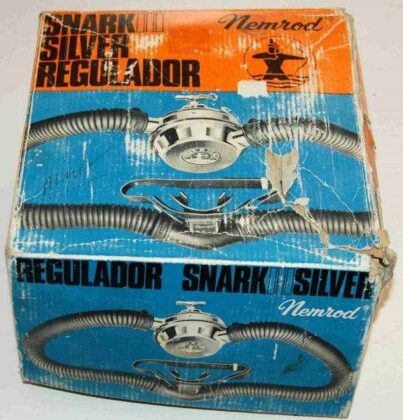 SNARK III
SILVER
REGULADOR
Nemrod
REGULADOR SNARK III SILVER
Nemrod